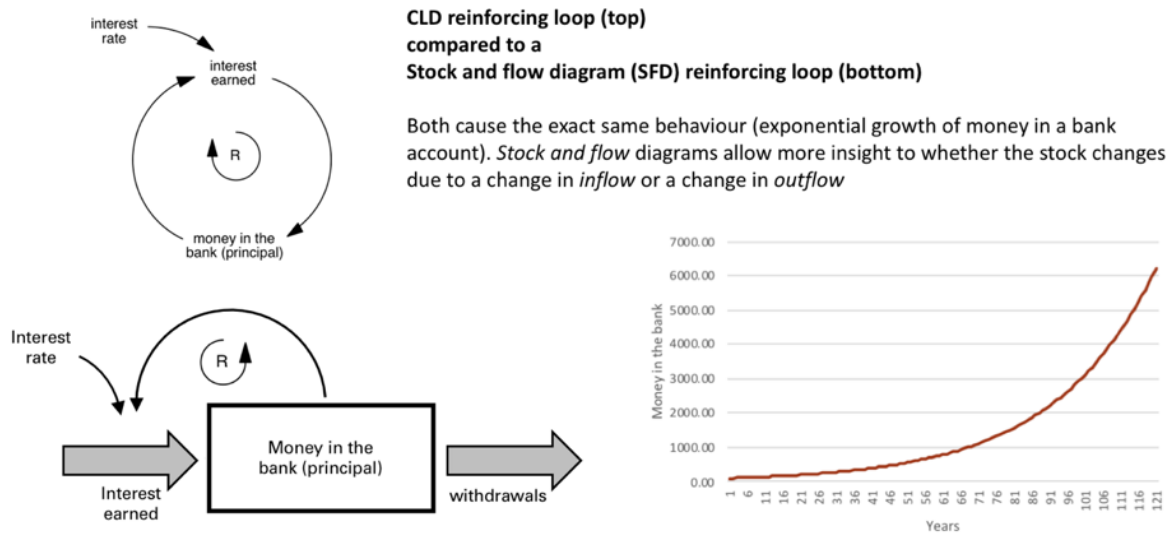 interest
rate
interest
earned
R
money in the
bank (principal)
CLD reinforcing loop (top)
compared to a
Stock and flow diagram (SFD) reinforcing loop (bottom)
Both cause the exact same behaviour (exponential growth of money in a bank
account). Stock and flow diagrams allow more insight to whether the stock changes
due to a change in inflow or a change in outflow
Interest
rate
R
Money in the
bank (principal)
Interest
earned
withdrawals
Money in the bank
7000.00
6000.00
5000.00
4000.00
3000.00
2000.00
1000.00
0.00
1 6 11 16 21 26 31 36 41 46 51 56 61 66 71 76 81 86 91 96 101 106 111 116 121
Years